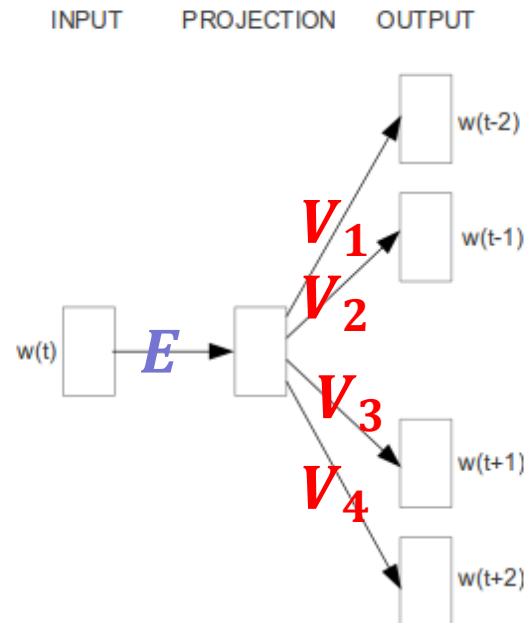 INPUT PROJECTION OUTPUT
w(t-2)
V1
w(t-1)
V2
w(t) E
V3
w(t+1)
V4
w(t+2)